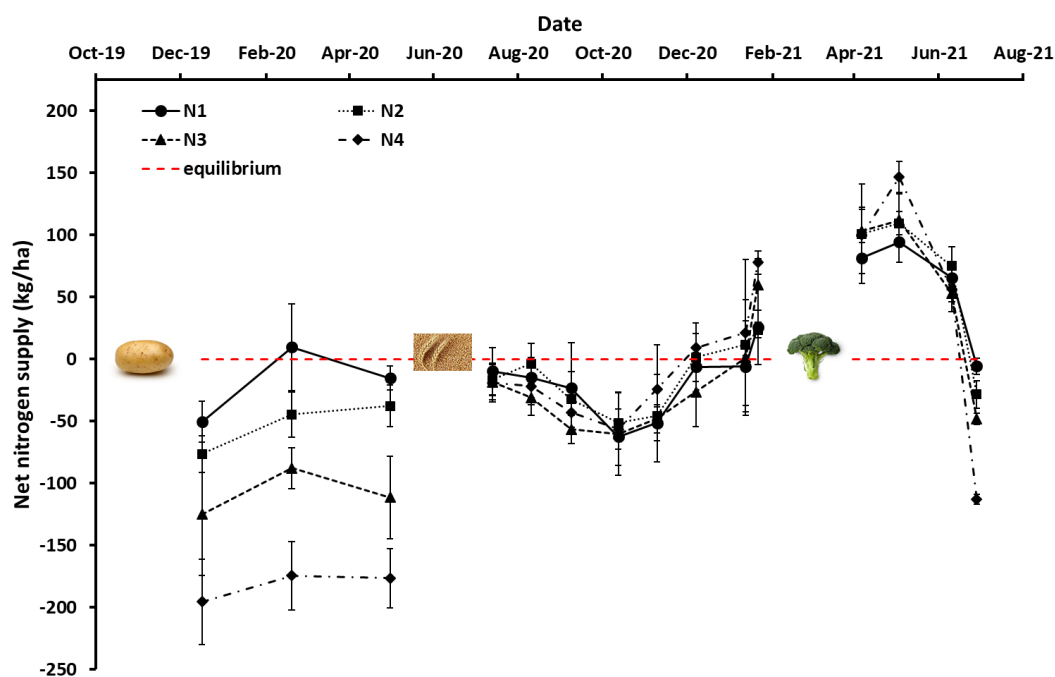 Date
Oct-19 Dec-19 Feb-20 Apr-20 Jun-20 Aug-20 Oct-20 Dec-20 Feb-21 Apr-21 Jun-21 Aug-21
Net nitrogen supply (kg/ha)
200
150
100
50
0
-50
-100
-150
-200
-250
N1 N2
N3 N4
equilibrium